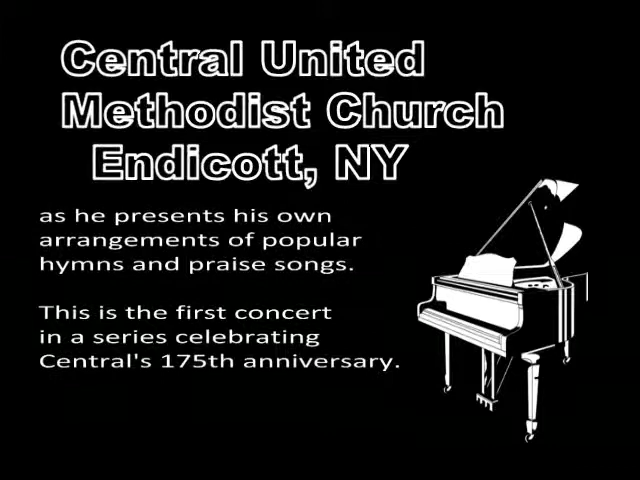 Central United
Methodist Church
Endicott, NY
as he presents his own
arrangements of popular
hymns and praise songs.
This is the first concert
in a series celebrating
Central's 175th anniversary.